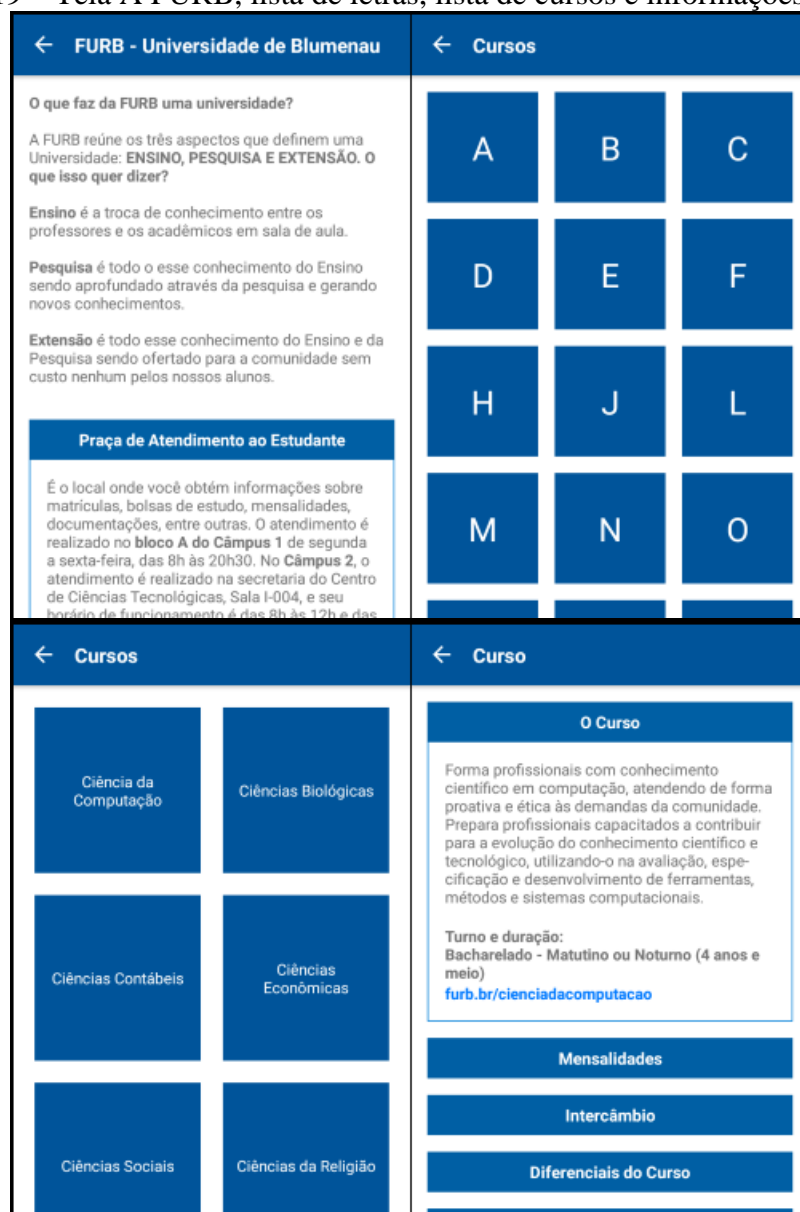 19 – Tela A FURB, lista de letras, lista de cursos e informações
← FURB - Universidade de Blumenau
O que faz da FURB uma universidade?
A FURB reúne os três aspectos que definem uma
Universidade: ENSINO, PESQUISA E EXTENSÃO. O
que isso quer dizer?
Ensino é a troca de conhecimento entre os
professores e os acadêmicos em sala de aula.
Pesquisa é todo o esse conhecimento do Ensino
sendo aprofundado através da pesquisa e gerando
novos conhecimentos.
Extensão é todo esse conhecimento do Ensino e da
Pesquisa sendo ofertado para a comunidade sem
custo nenhum pelos nossos alunos.
Praça de Atendimento ao Estudante
É o local onde você obtém informações sobre
matrículas, bolsas de estudo, mensalidades,
documentações, entre outras. O atendimento é
realizado no bloco A do Câmpus 1 de segunda
a sexta-feira, das 8h às 20h30. No Câmpus 2, o
atendimento é realizado na secretaria do Centro
de Ciências Tecnológicas, Sala I-004, e seu
horário de funcionamento é das 8h às 12h e das
← Cursos
A B C
D E F
H J L
M N O
← Cursos
Ciência da
Computação
Ciências Biológicas
Ciências Contábeis
Ciências
Econômicas
Ciências Sociais
Ciências da Religião
← Curso
O Curso
Forma profissionais com conhecimento
científico em computação, atendendo de forma
proativa e ética às demandas da comunidade.
Prepara profissionais capacitados a contribuir
para a evolução do conhecimento científico e
tecnológico, utilizando-o na avaliação, espe-
cificação e desenvolvimento de ferramentas,
métodos e sistemas computacionais.
Turno e duração:
Bacharelado - Matutino ou Noturno (4 anos e
meio)
furb.br/cienciadacomputacao
Mensalidades
Intercâmbio
Diferenciais do Curso